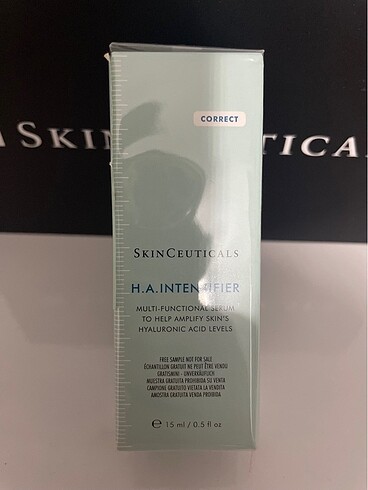 CORRECT
SKIN
TICAL
SKINCEUTICALS
H.A.INTENSIFIER
MULTI-FUNCTIONAL SERUM
TO HELP AMPLIFY SKIN'S
HYALURONIC ACID LEVELS
FREE SAMPLE NOT FOR SALE
ÉCHANTILLON GRATUIT NE PEUT ÊTRE VENDU
GRATISMINI - UNVERKÄUFLICH
MUESTRA GRATUITA PROHIBIDA SU VENTA
CAMPIONE GRATUITO VIETATA LA VENDITA
AMOSTRA GRATUITA VENDA PROIBIDA
℮ 15 ml / 0.5 fl oz